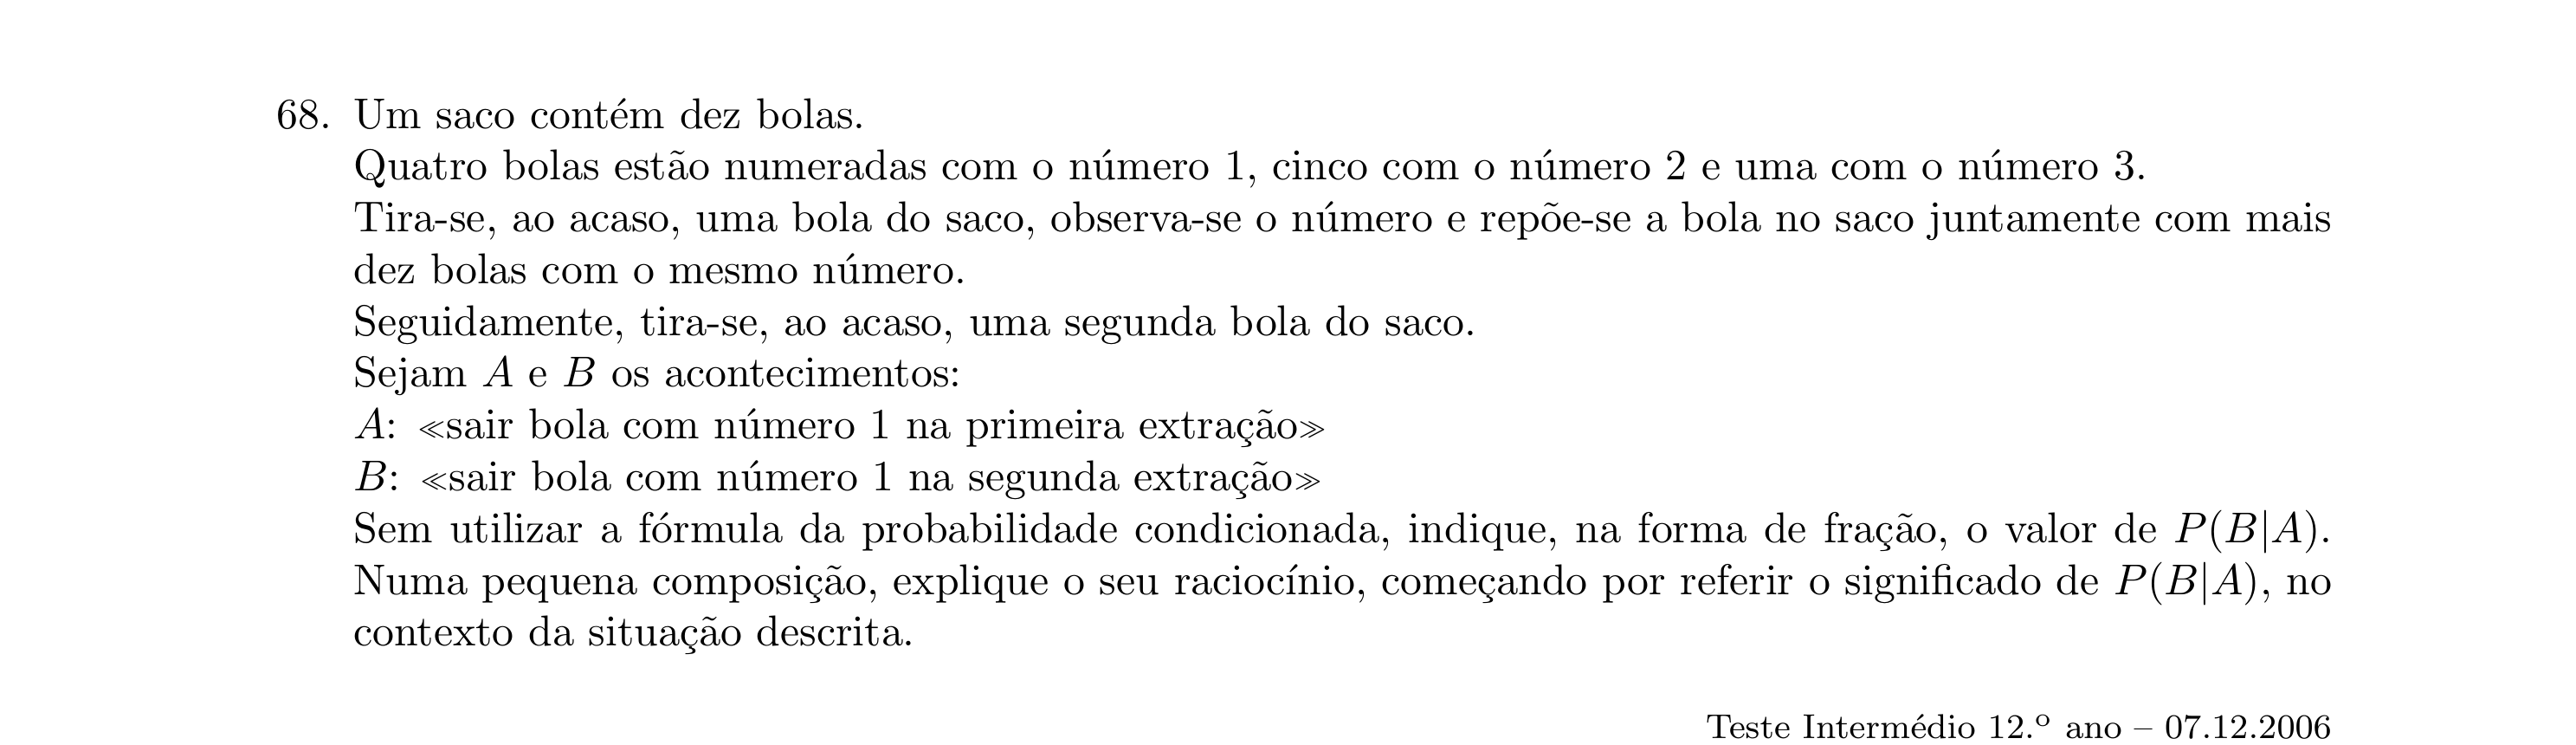 68. Um saco contém dez bolas.
Quatro bolas estão numeradas com o número 1, cinco com o número 2 e uma com o número 3.
Tira-se, ao acaso, uma bola do saco, observa-se o número e repõe-se a bola no saco juntamente com mais
dez bolas com o mesmo número.
Seguidamente, tira-se, ao acaso, uma segunda bola do saco.
Sejam A e B os acontecimentos:
A: ≪sair bola com número 1 na primeira extração≫
B: ≪sair bola com número 1 na segunda extração≫
Sem utilizar a fórmula da probabilidade condicionada, indique, na forma de fração, o valor de P(B|A).
Numa pequena composição, explique o seu raciocínio, começando por referir o significado de P(B|A), no
contexto da situação descrita.
Teste Intermédio 12.º ano – 07.12.2006